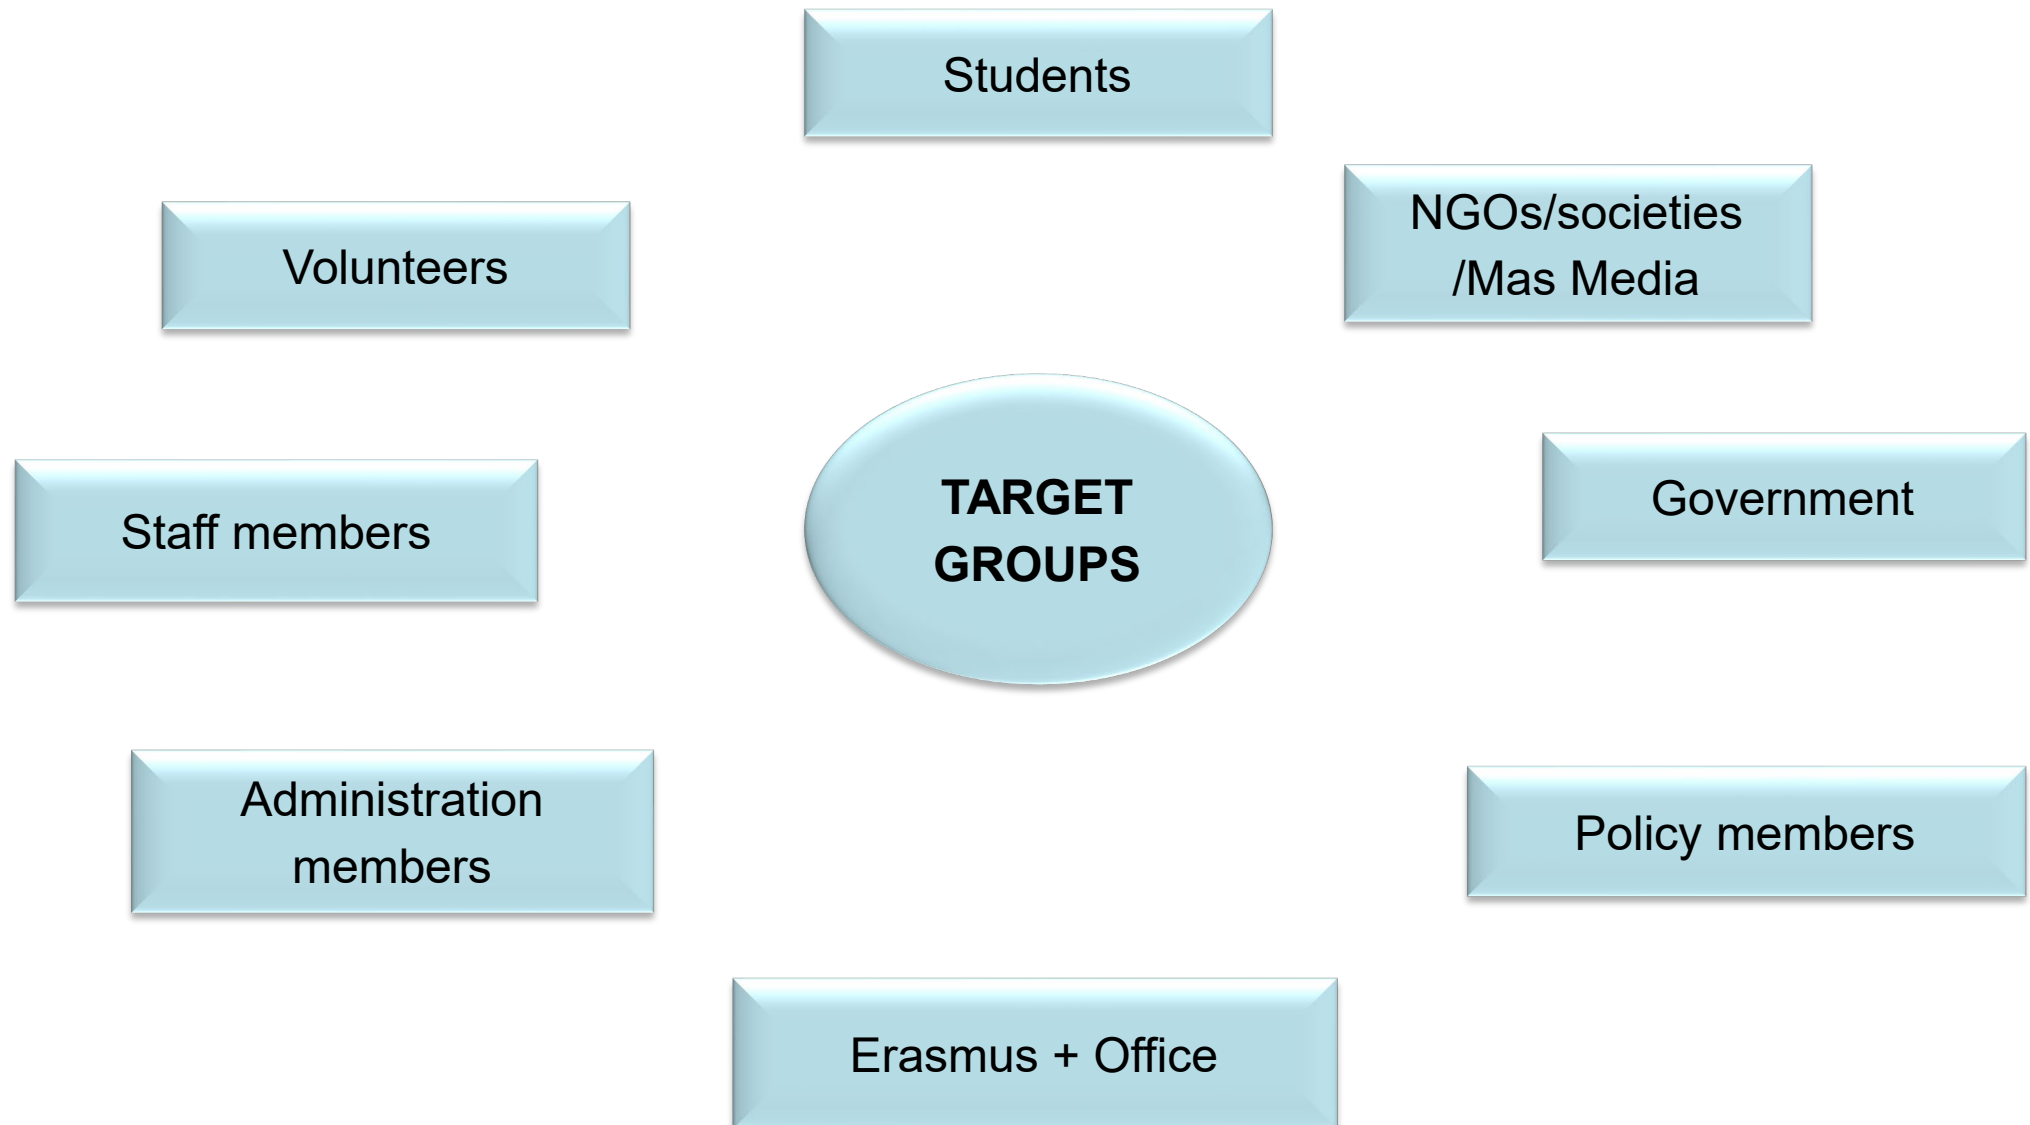 Students
NGOs/societies
/Mas Media
Volunteers
Government
TARGET
GROUPS
Staff members
Administration
members
Policy members
Erasmus + Office